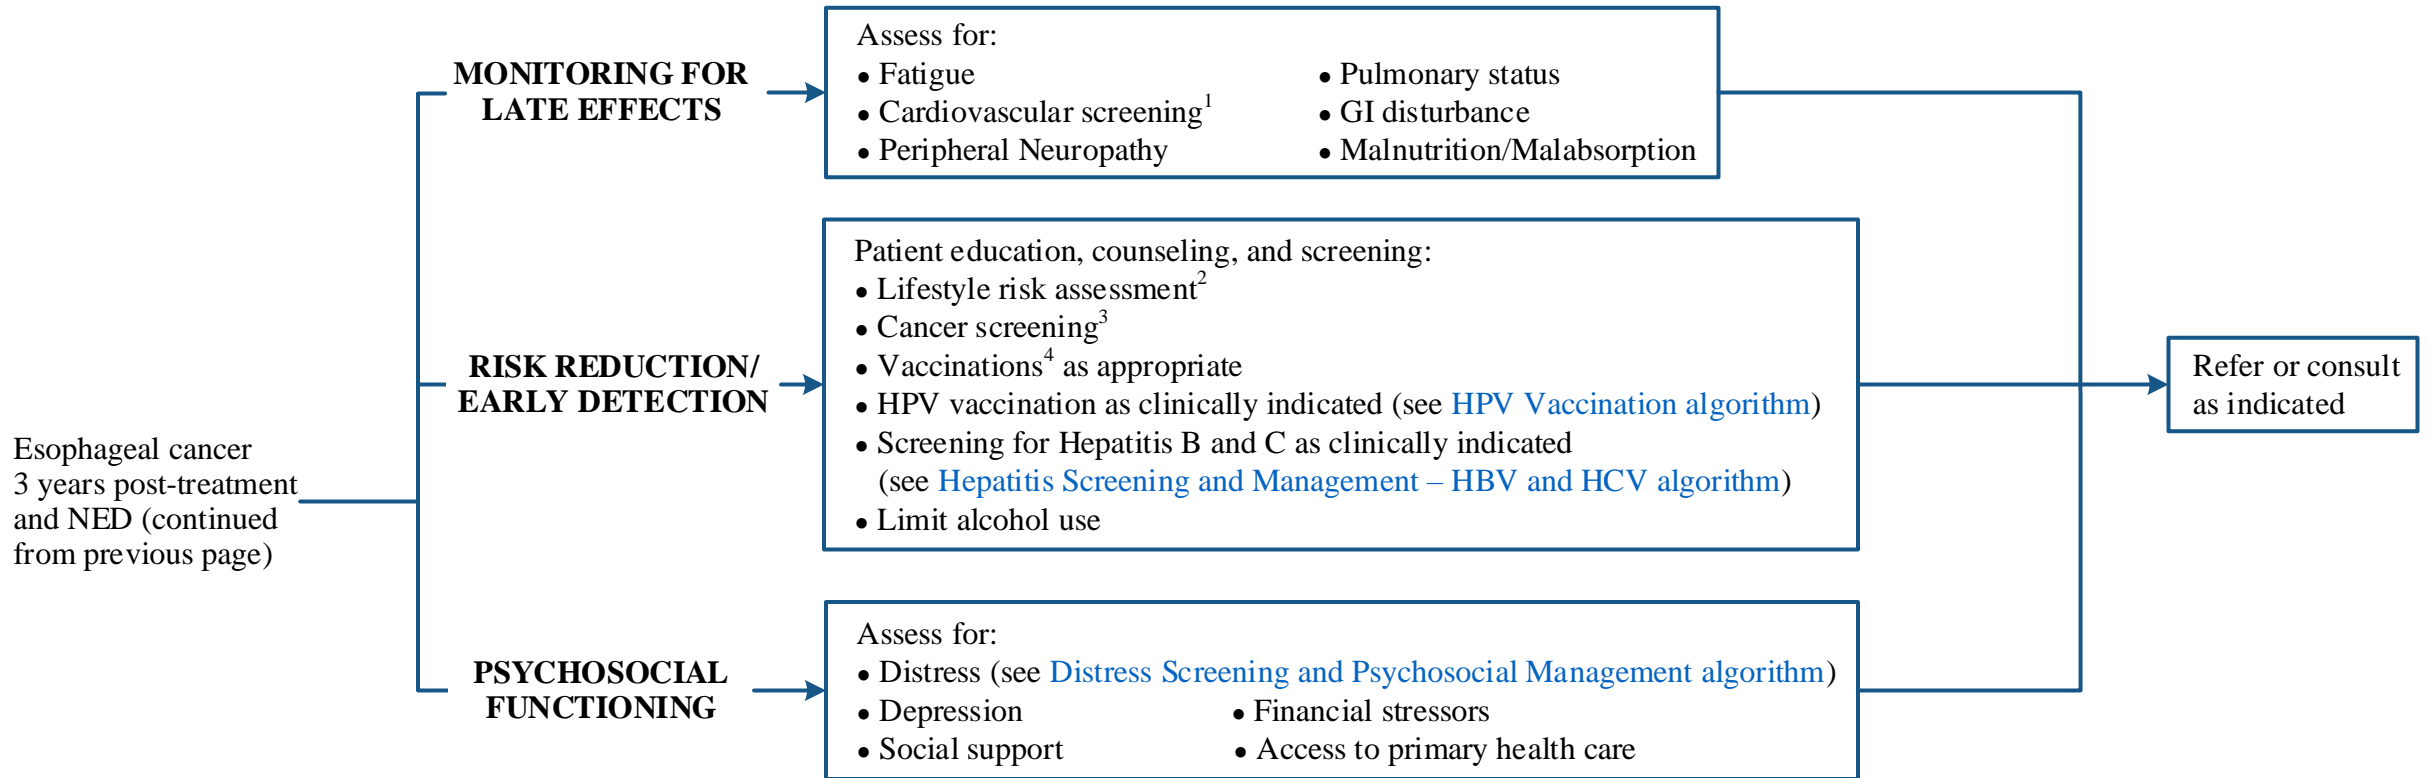 Esophageal cancer
3 years post-treatment
and NED (continued
from previous page)
MONITORING FOR
LATE EFFECTS
Assess for:
● Fatigue
● Cardiovascular screening¹
● Peripheral Neuropathy
● Pulmonary status
● GI disturbance
● Malnutrition/Malabsorption
RISK REDUCTION/
EARLY DETECTION
Patient education, counseling, and screening:
● Lifestyle risk assessment²
● Cancer screening³
● Vaccinations⁴ as appropriate
● HPV vaccination as clinically indicated (see HPV Vaccination algorithm)
● Screening for Hepatitis B and C as clinically indicated
(see Hepatitis Screening and Management – HBV and HCV algorithm)
● Limit alcohol use
PSYCHOSOCIAL
FUNCTIONING
Assess for:
● Distress (see Distress Screening and Psychosocial Management algorithm)
● Depression
● Social support
● Financial stressors
● Access to primary health care
Refer or consult
as indicated